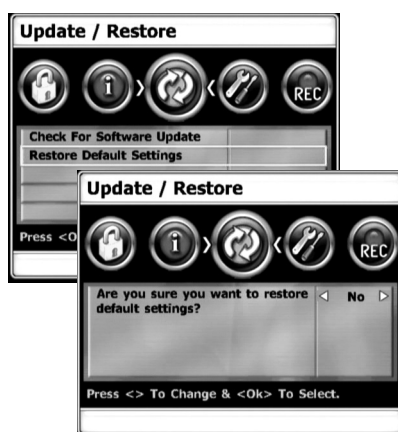 Update / Restore
REC
Check For Software Update
Restore Default Settings
Press <O
Update / Restore
REC
Are you sure you want to restore
default settings?
No
Press <> To Change & <Ok> To Select.